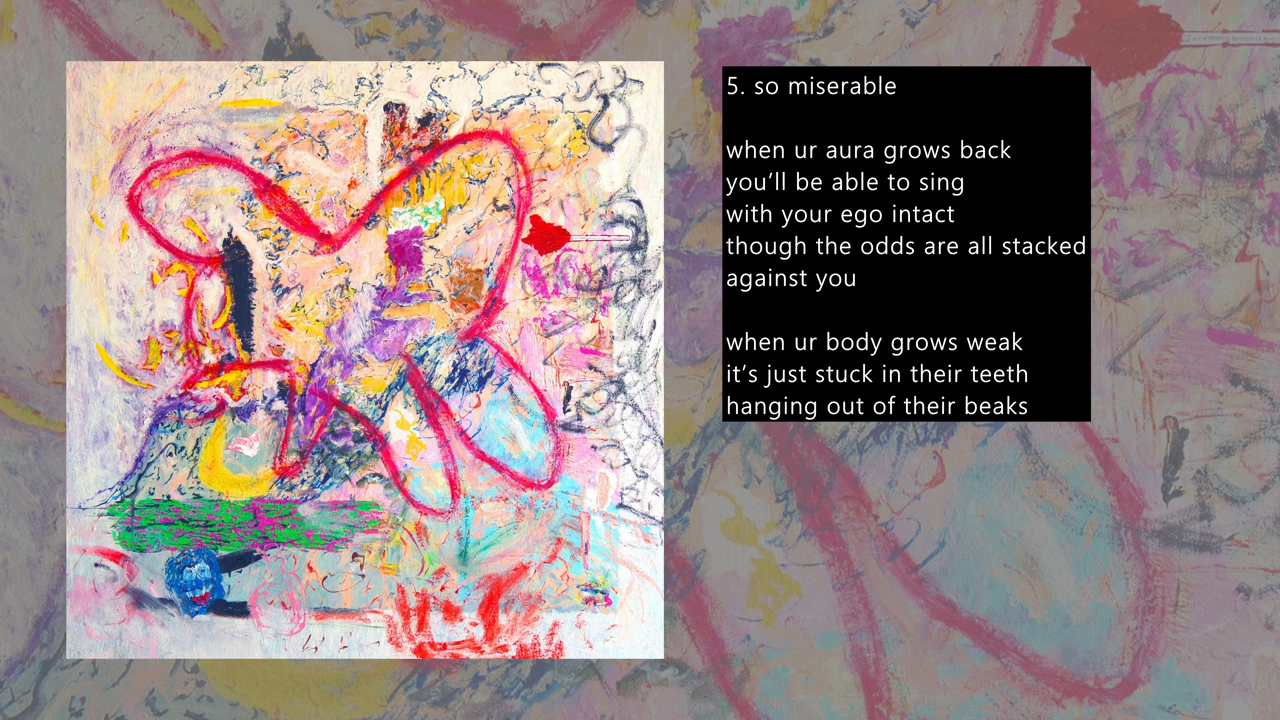 5. so miserable
when ur aura grows back
you'll be able to sing
with your ego intact
though the odds are all stacked
against you
when ur body grows weak
it's just stuck in their teeth
hanging out of their beaks